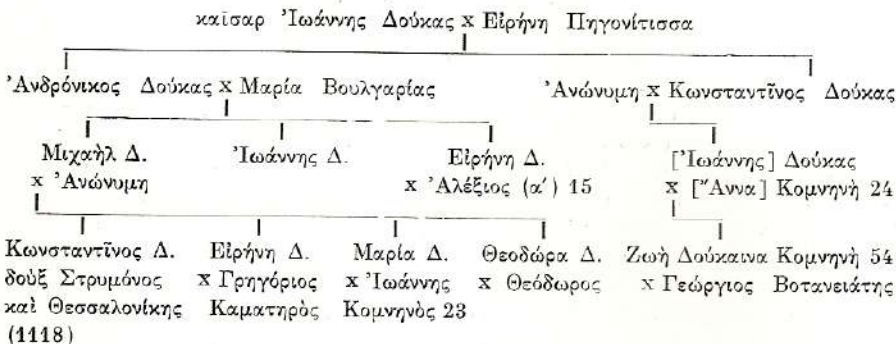 καῖσαρ Ἰωάννης Δούκας x Εἰρήνη Πηγονίτισσα
Ἀνδρόνικος Δούκας x Μαρία Βουλγαρίας Ἀνώνυμη x Κωνσταντῖνος Δούκας
Μιχαὴλ Δ. Ἰωάννης Δ. Εἰρήνη Δ. [Ἰωάννης] Δούκας
x Ἀνώνυμη x Ἀλέξιος (α') 15 x [Ἄννα] Κομνηνὴ 24
Κωνσταντῖνος Δ. Εἰρήνη Δ. Μαρία Δ. Θεοδώρα Δ. Ζωὴ Δούκαινα Κομνηνὴ 54
δοὺξ Στρυμόνος x Γρηγόριος x Ἰωάννης x Θεόδωρος x Γεώργιος Βοτανειάτης
καὶ Θεσσαλονίκης Καματηρὸς Κομνηνὸς 23
(1118)